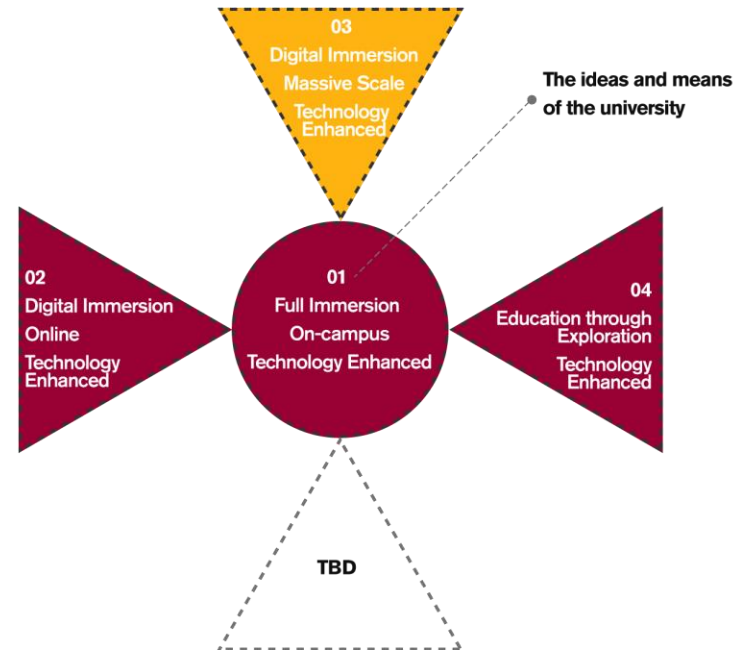 03
Digital Immersion
Massive Scale
Technology
Enhanced
The ideas and means
of the university
02
Digital Immersion
Online
Technology
Enhanced
01
Full Immersion
On-campus
Technology Enhanced
04
Education through
Exploration
Technology
Enhanced
TBD